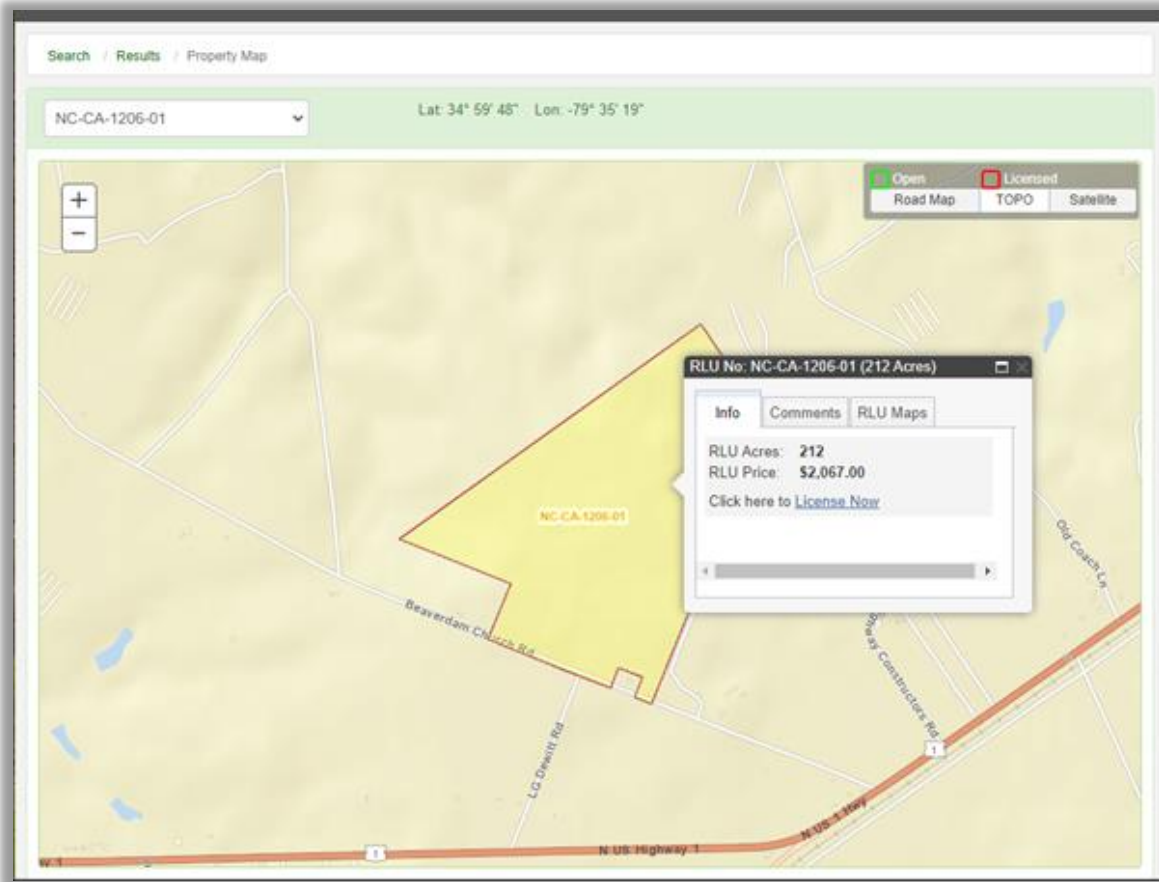 Search / Results / Property Map
NC-CA-1206-01
Lat: 34° 59' 48" Lon: -79° 35' 19"
+
−
Open Licensed
Road Map TOPO Satellite
RLU No: NC-CA-1206-01 (212 Acres)
Info Comments RLU Maps
RLU Acres: 212
RLU Price: $2,067.00
Click here to License Now
NC-CA-1206-01
Old Coach Ln
Beaverdam Church Rd
Constructors Rd
LG Dewitt Rd
1
N US 1 Hwy
1
N US Highway 1